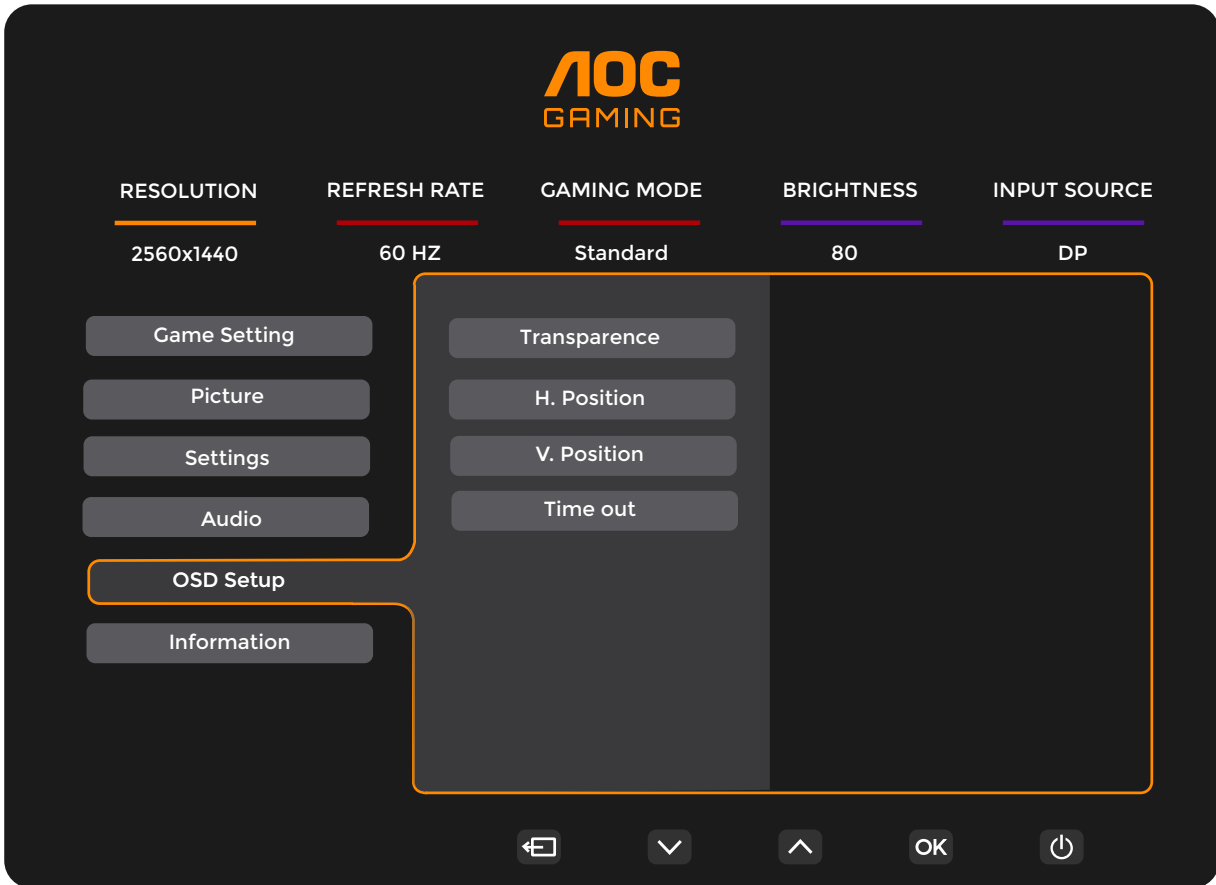 AOC
GAMING
RESOLUTION
REFRESH RATE
GAMING MODE
BRIGHTNESS
INPUT SOURCE
2560x1440
60 HZ
Standard
80
DP
Game Setting
Picture
Settings
Audio
OSD Setup
Information
Transparence
H. Position
V. Position
Time out
OK